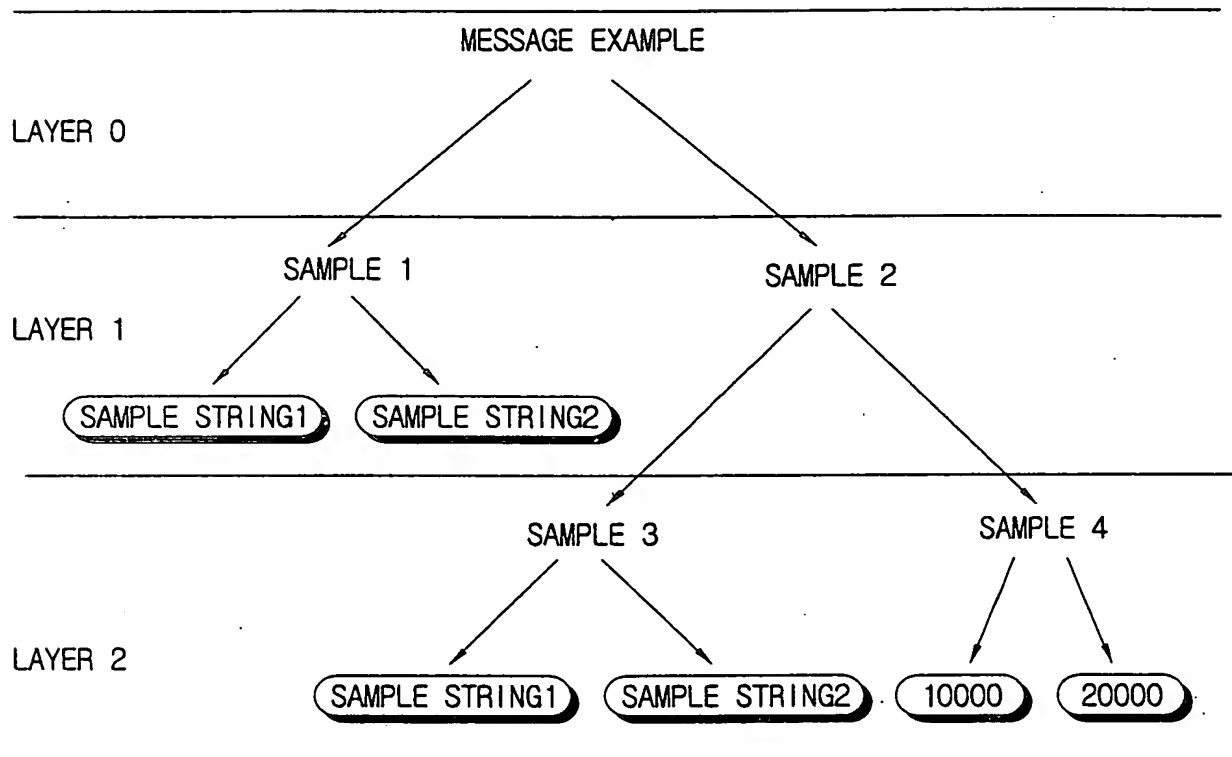 MESSAGE EXAMPLE
LAYER 0
SAMPLE 1
SAMPLE 2
LAYER 1
SAMPLE STRING1
SAMPLE STRING2
SAMPLE 3
SAMPLE 4
LAYER 2
SAMPLE STRING1
SAMPLE STRING2
10000
20000